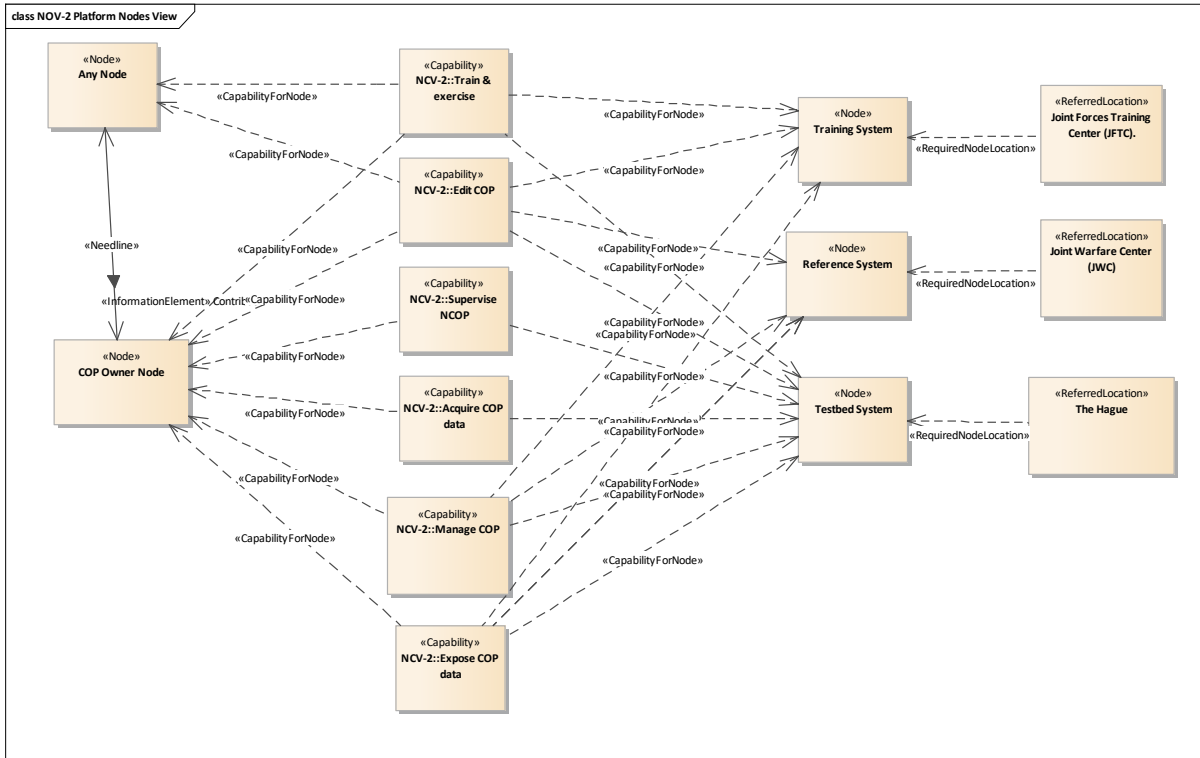 class NOV-2 Platform Nodes View
«Node»
Any Node
«Capability»
NCV-2::Train &
exercise
«Node»
Training System
«ReferredLocation»
Joint Forces Training
Center (JFTC).
«CapabilityForNode»
«CapabilityForNode»
«RequiredNodeLocation»
«CapabilityForNode»
«CapabilityForNode»
«Capability»
NCV-2::Edit COP
«Needline»
«CapabilityForNode»
«CapabilityForNode»
«CapabilityForNode»
«Node»
Reference System
«ReferredLocation»
Joint Warfare Center
(JWC)
«RequiredNodeLocation»
«InformationElement»
«CapabilityForNode»
«Capability»
NCV-2::Supervise
NCOP
«CapabilityForNode»
«CapabilityForNode»
«Node»
COP Owner Node
«CapabilityForNode»
«CapabilityForNode»
«Capability»
NCV-2::Acquire COP
data
«CapabilityForNode»
«CapabilityForNode»
«Node»
Testbed System
«ReferredLocation»
The Hague
«RequiredNodeLocation»
«CapabilityForNode»
«CapabilityForNode»
«CapabilityForNode»
«CapabilityForNode»
«Capability»
NCV-2::Manage COP
«CapabilityForNode»
«CapabilityForNode»
«Capability»
NCV-2::Expose COP
data